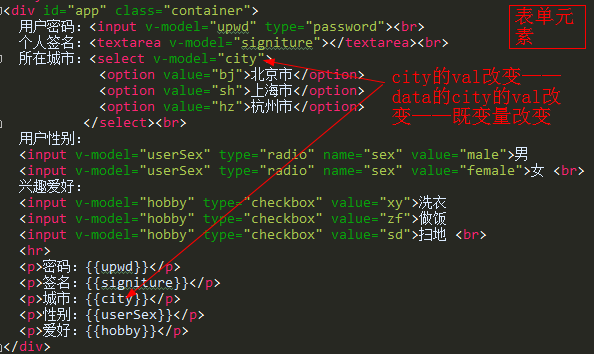 <div id="app" class="container">
用户密码：<input v-model="upwd" type="password"><br>
个人签名：<textarea v-model="signiture"></textarea><br>
所在城市：<select v-model="city"
<option value="bj">北京市</option>
<option value="sh">上海市</option>
<option value="hz">杭州市</option>
</select><br>
用户性别：
<input v-model="userSex" type="radio" name="sex" value="male">男
<input v-model="userSex" type="radio" name="sex" value="female">女 <br>
兴趣爱好：
<input v-model="hobby" type="checkbox" value="xy">洗衣
<input v-model="hobby" type="checkbox" value="zf">做饭
<input v-model="hobby" type="checkbox" value="sd">扫地 <br>
<hr>
<p>密码：{{upwd}}</p>
<p>签名：{{signiture}}</p>
<p>城市：{{city}}</p>
<p>性别：{{userSex}}</p>
<p>爱好：{{hobby}}</p>
</div>
表单元
素
city的val改变——
data的city的val改
变——既变量改变